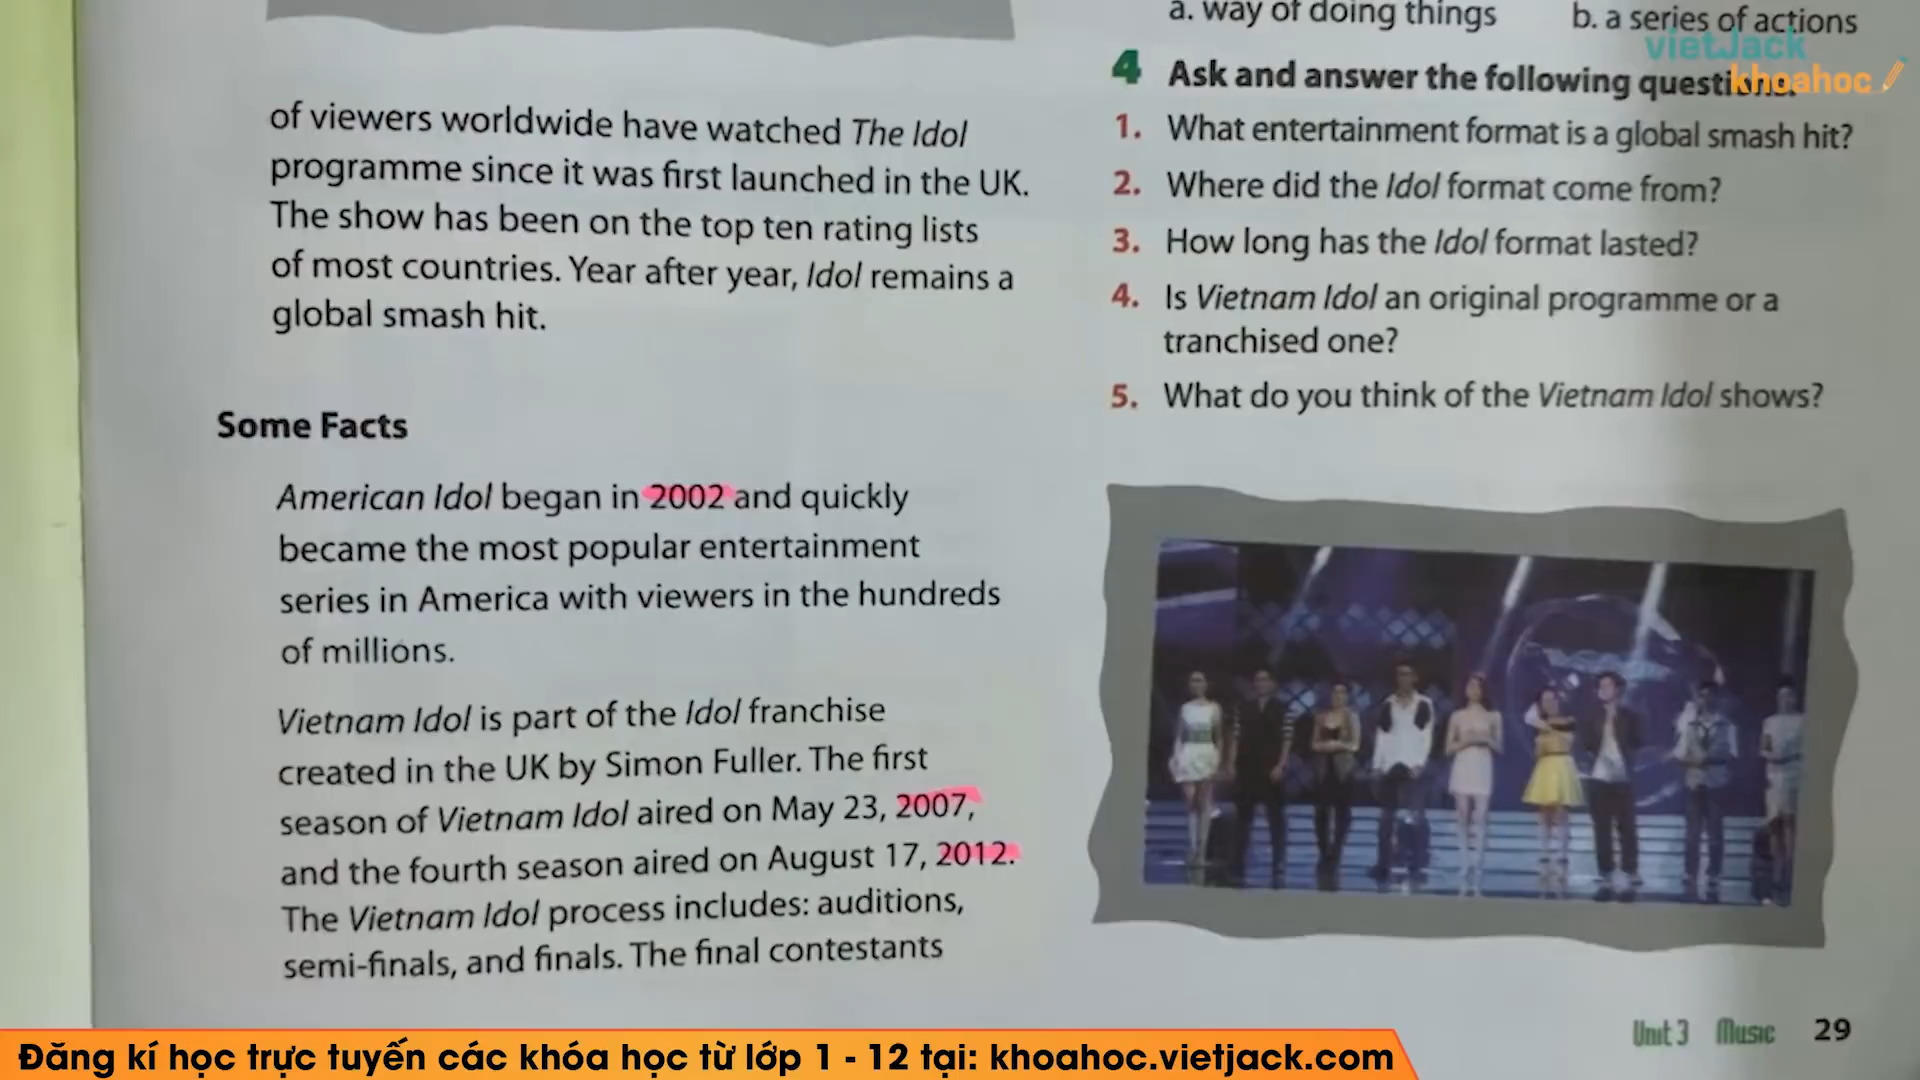 of viewers worldwide have watched The Idol
programme since it was first launched in the UK.
The show has been on the top ten rating lists
of most countries. Year after year, Idol remains a
global smash hit.
Some Facts
American Idol began in 2002 and quickly
became the most popular entertainment
series in America with viewers in the hundreds
of millions.
Vietnam Idol is part of the Idol franchise
created in the UK by Simon Fuller. The first
season of Vietnam Idol aired on May 23, 2007,
and the fourth season aired on August 17, 2012.
The Vietnam Idol process includes: auditions,
semi-finals, and finals. The final contestants
a. way of doing things b. a series of actions
vietJack
khoahoc
4 Ask and answer the following questions.
1. What entertainment format is a global smash hit?
2. Where did the Idol format come from?
3. How long has the Idol format lasted?
4. Is Vietnam Idol an original programme or a
tranchised one?
5. What do you think of the Vietnam Idol shows?
Unit 3 Music 29
Đăng kí học trực tuyến các khóa học từ lớp 1 - 12 tại: khoahoc.vietjack.com